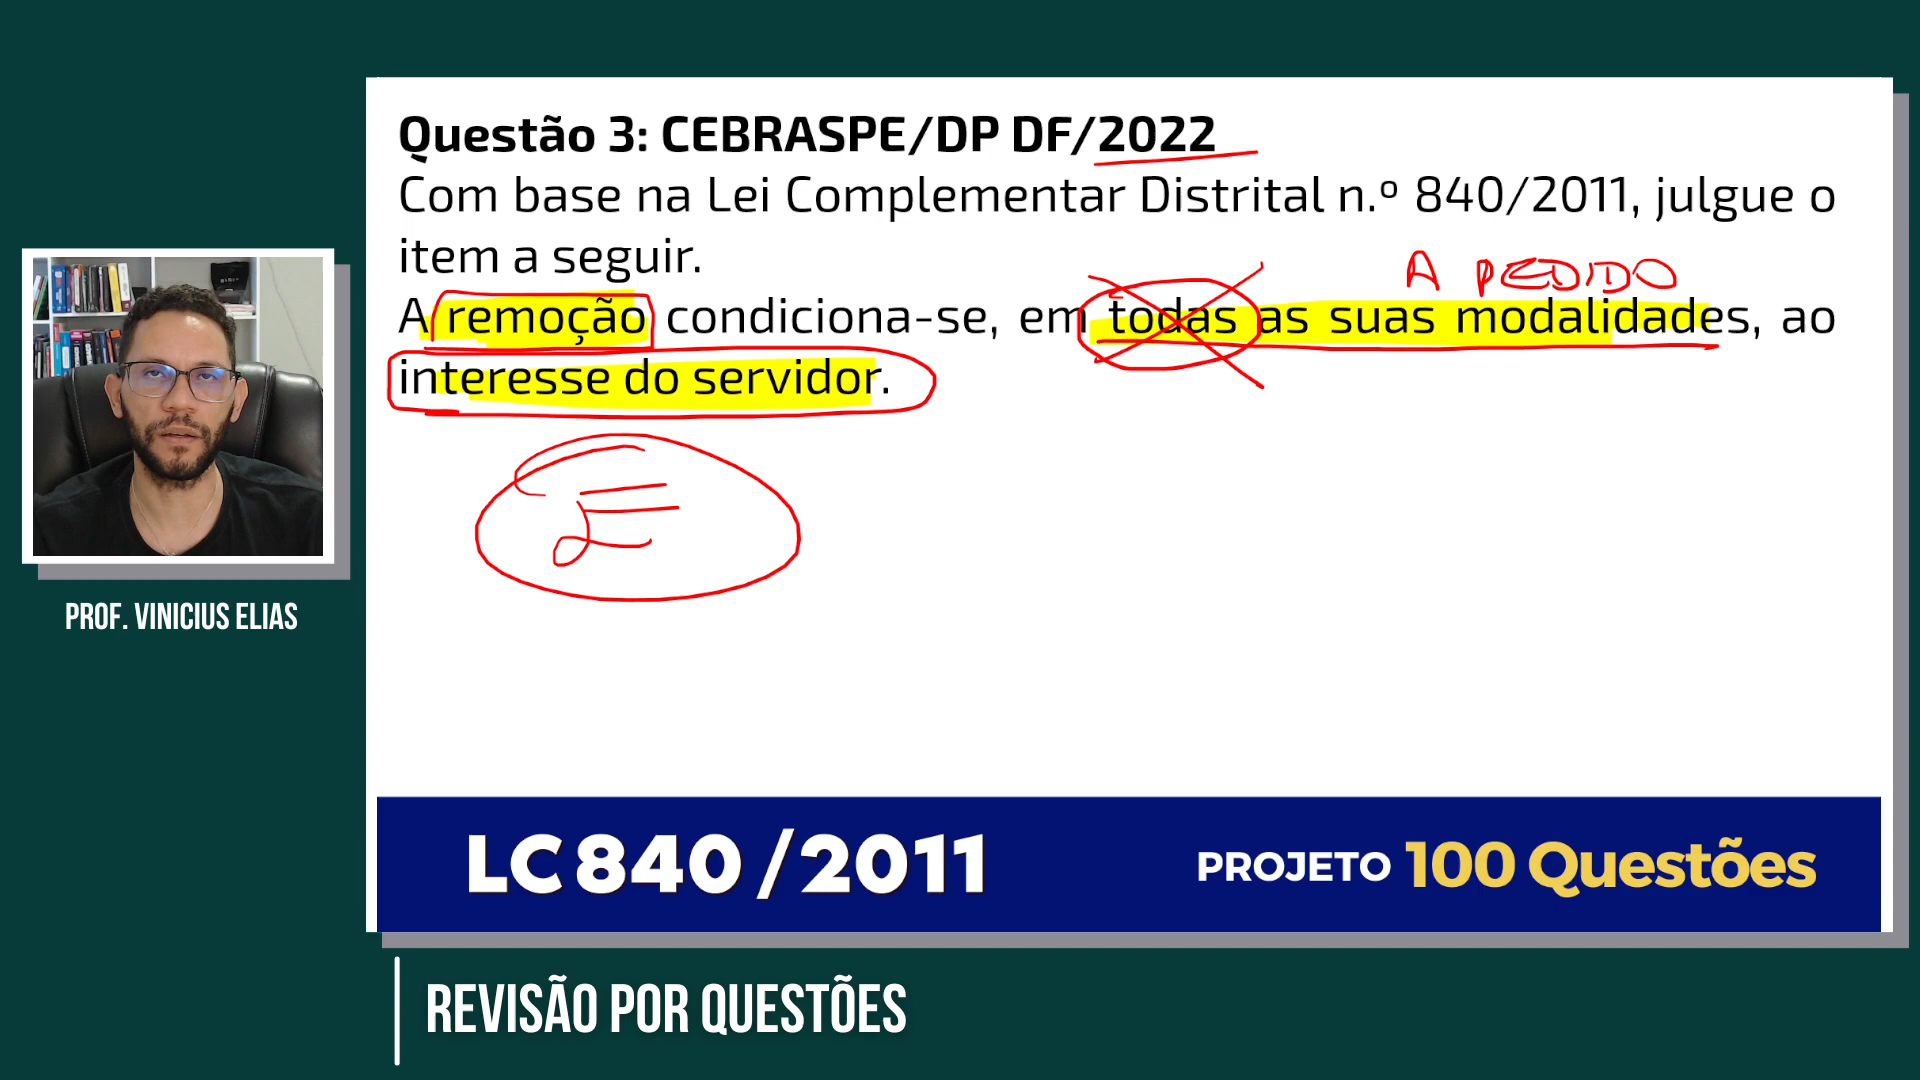 Questão 3: CEBRASPE/DP DF/2022
Com base na Lei Complementar Distrital n.º 840/2011, julgue o
item a seguir.
A PEDIDO
A remoção condiciona-se, em todas as suas modalidades, ao
interesse do servidor.
E
PROF. VINICIUS ELIAS
LC 840 /2011
PROJETO 100 Questões
REVISÃO POR QUESTÕES